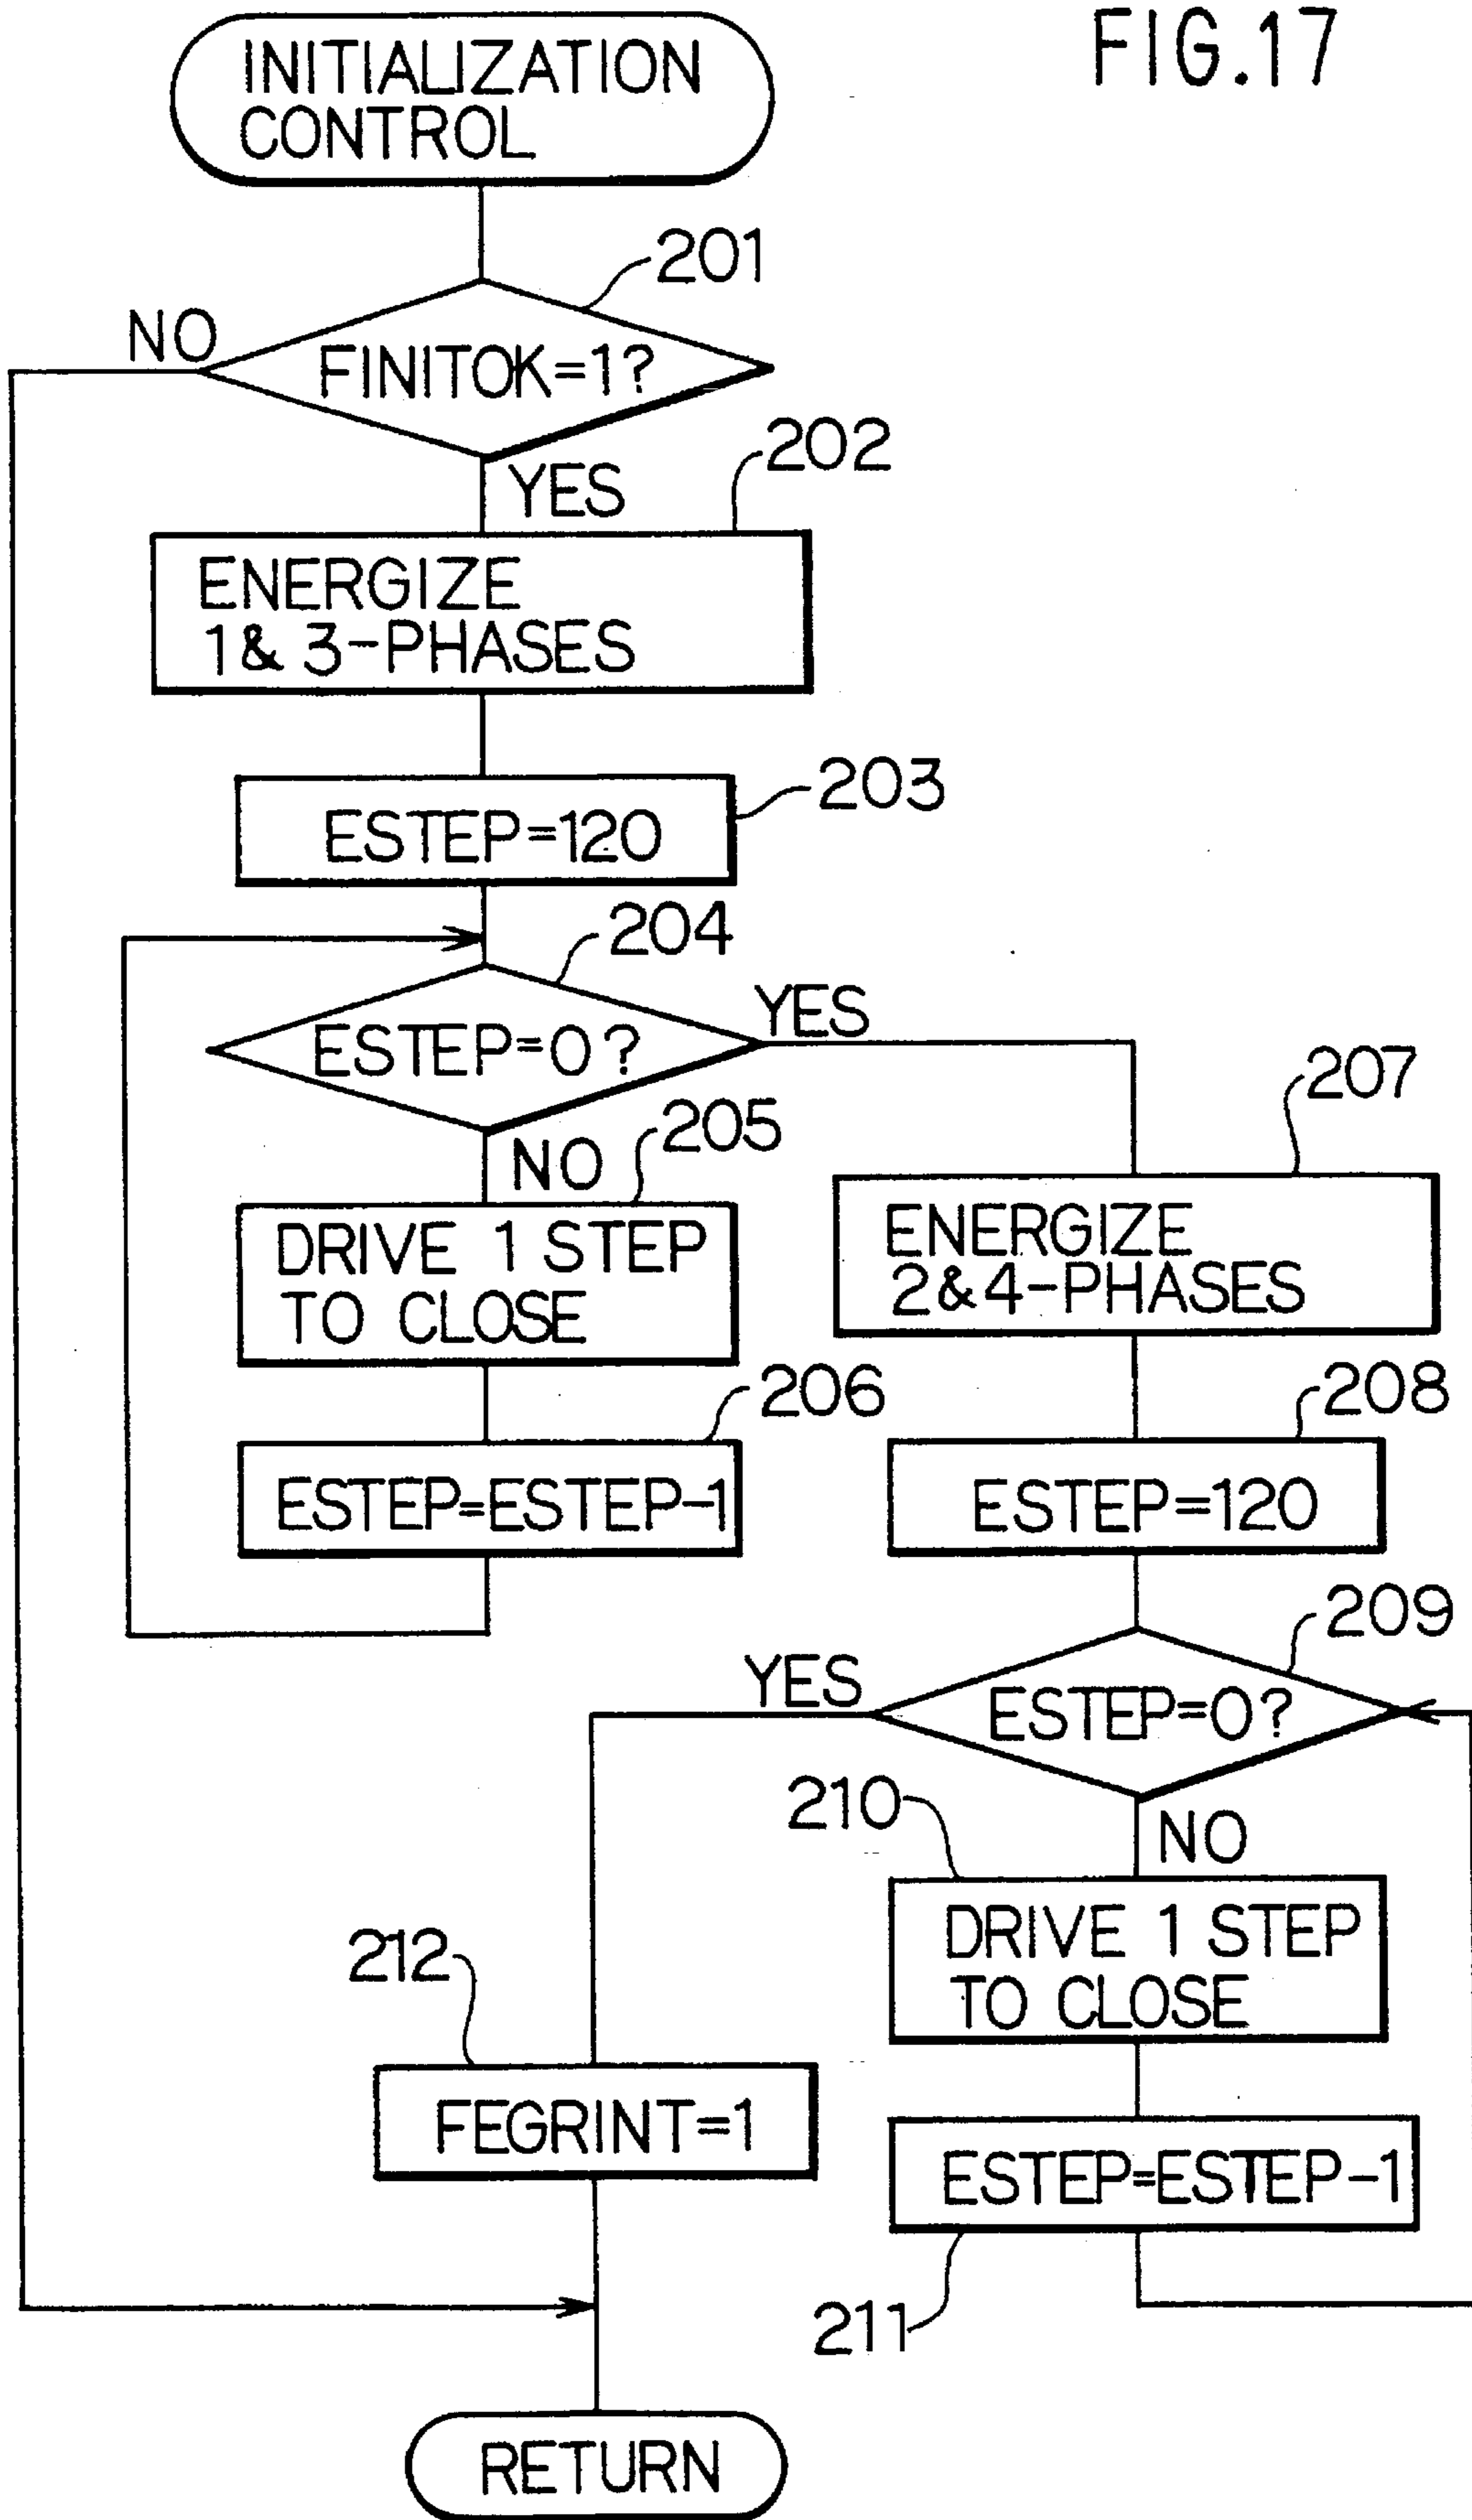 FIG.17
INITIALIZATION
CONTROL
201
NO
FINITOK=1?
202
YES
ENERGIZE
1& 3-PHASES
203
ESTEP=120
204
YES
ESTEP=0?
207
205
NO
DRIVE 1 STEP
TO CLOSE
ENERGIZE
2&4-PHASES
206
208
ESTEP=ESTEP-1
ESTEP=120
209
YES
ESTEP=0?
210
NO
DRIVE 1 STEP
TO CLOSE
212
FEGRINT=1
ESTEP=ESTEP-1
211
RETURN